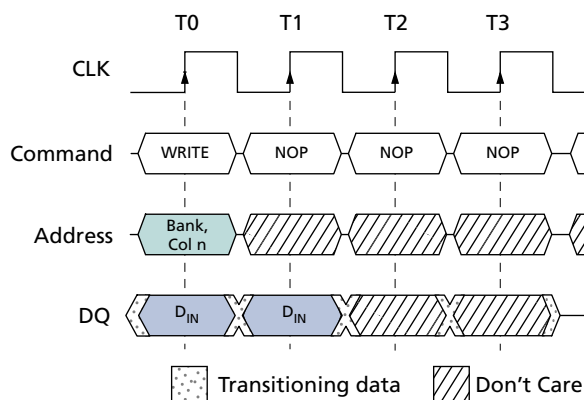 T0 T1 T2 T3
CLK
Command WRITE NOP NOP NOP
Address Bank,
Col n
DQ DIN DIN
Transitioning data Don't Care